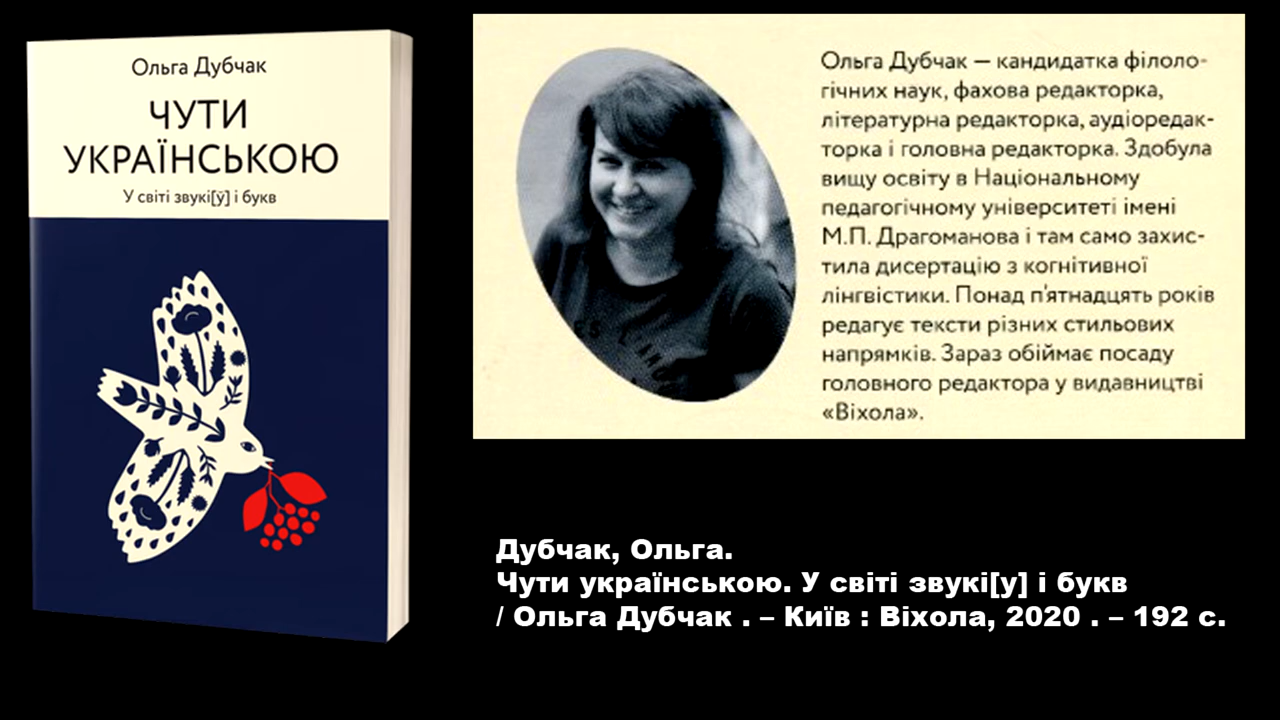 Ольга Дубчак
ЧУТИ
УКРАЇНСЬКОЮ
У світі звукі[ў] і букв
Ольга Дубчак — кандидатка філоло-
гічних наук, фахова редакторка,
літературна редакторка, аудіоредак-
торка і головна редакторка. Здобула
вищу освіту в Національному
педагогічному університеті імені
М.П. Драгоманова і там само захис-
тила дисертацію з когнітивної
лінгвістики. Понад п'ятнадцять років
редагує тексти різних стильових
напрямків. Зараз обіймає посаду
головного редактора у видавництві
«Віхола».
Дубчак, Ольга.
Чути українською. У світі звукі[у] і букв
/ Ольга Дубчак . – Київ : Віхола, 2020 . – 192 с.